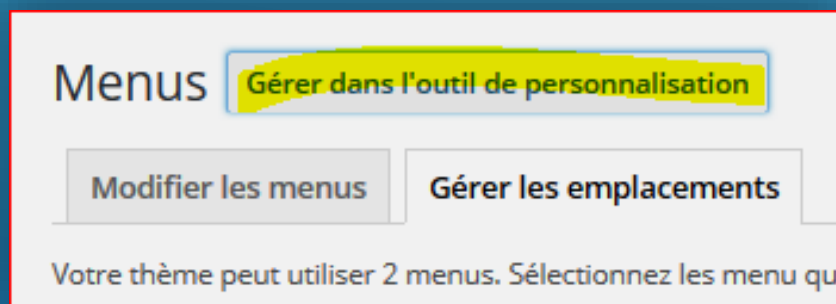 Menus Gérer dans l'outil de personnalisation
Modifier les menus Gérer les emplacements
Votre thème peut utiliser 2 menus. Sélectionnez les menu